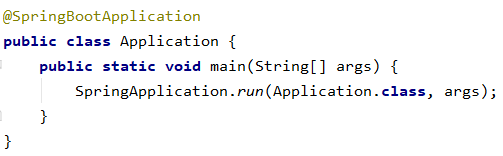 @SpringBootApplication
public class Application {
    public static void main(String[] args) {
        SpringApplication.run(Application.class, args);
    }
}